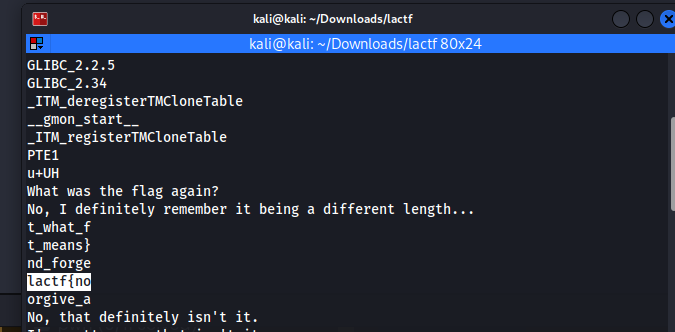 kali@kali: ~/Downloads/lactf
kali@kali: ~/Downloads/lactf 80x24
GLIBC_2.2.5
GLIBC_2.34
_ITM_deregisterTMCloneTable
__gmon_start__
_ITM_registerTMCloneTable
PTE1
u+UH
What was the flag again?
No, I definitely remember it being a different length...
t_what_f
t_means}
nd_forge
lactf{no
orgive_a
No, that definitely isn't it.